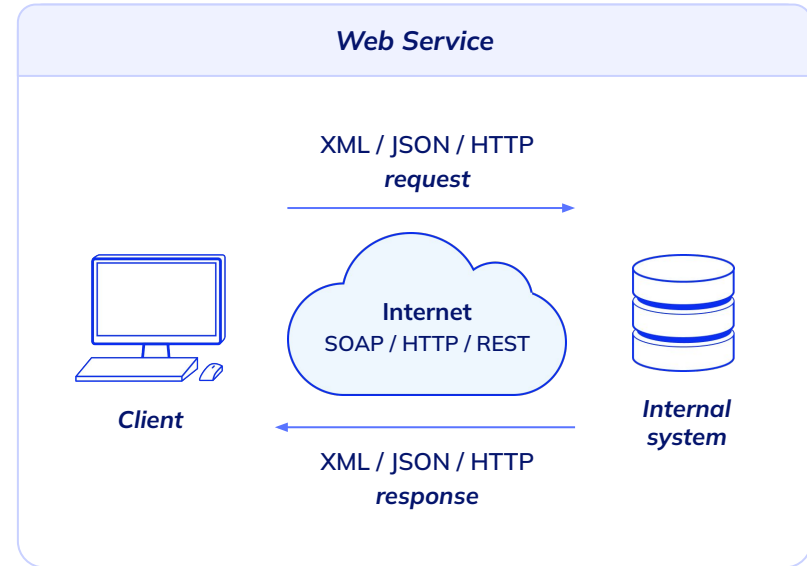 Web Service
XML / JSON / HTTP
request
Internet
SOAP / HTTP / REST
Client
Internal
system
XML / JSON / HTTP
response